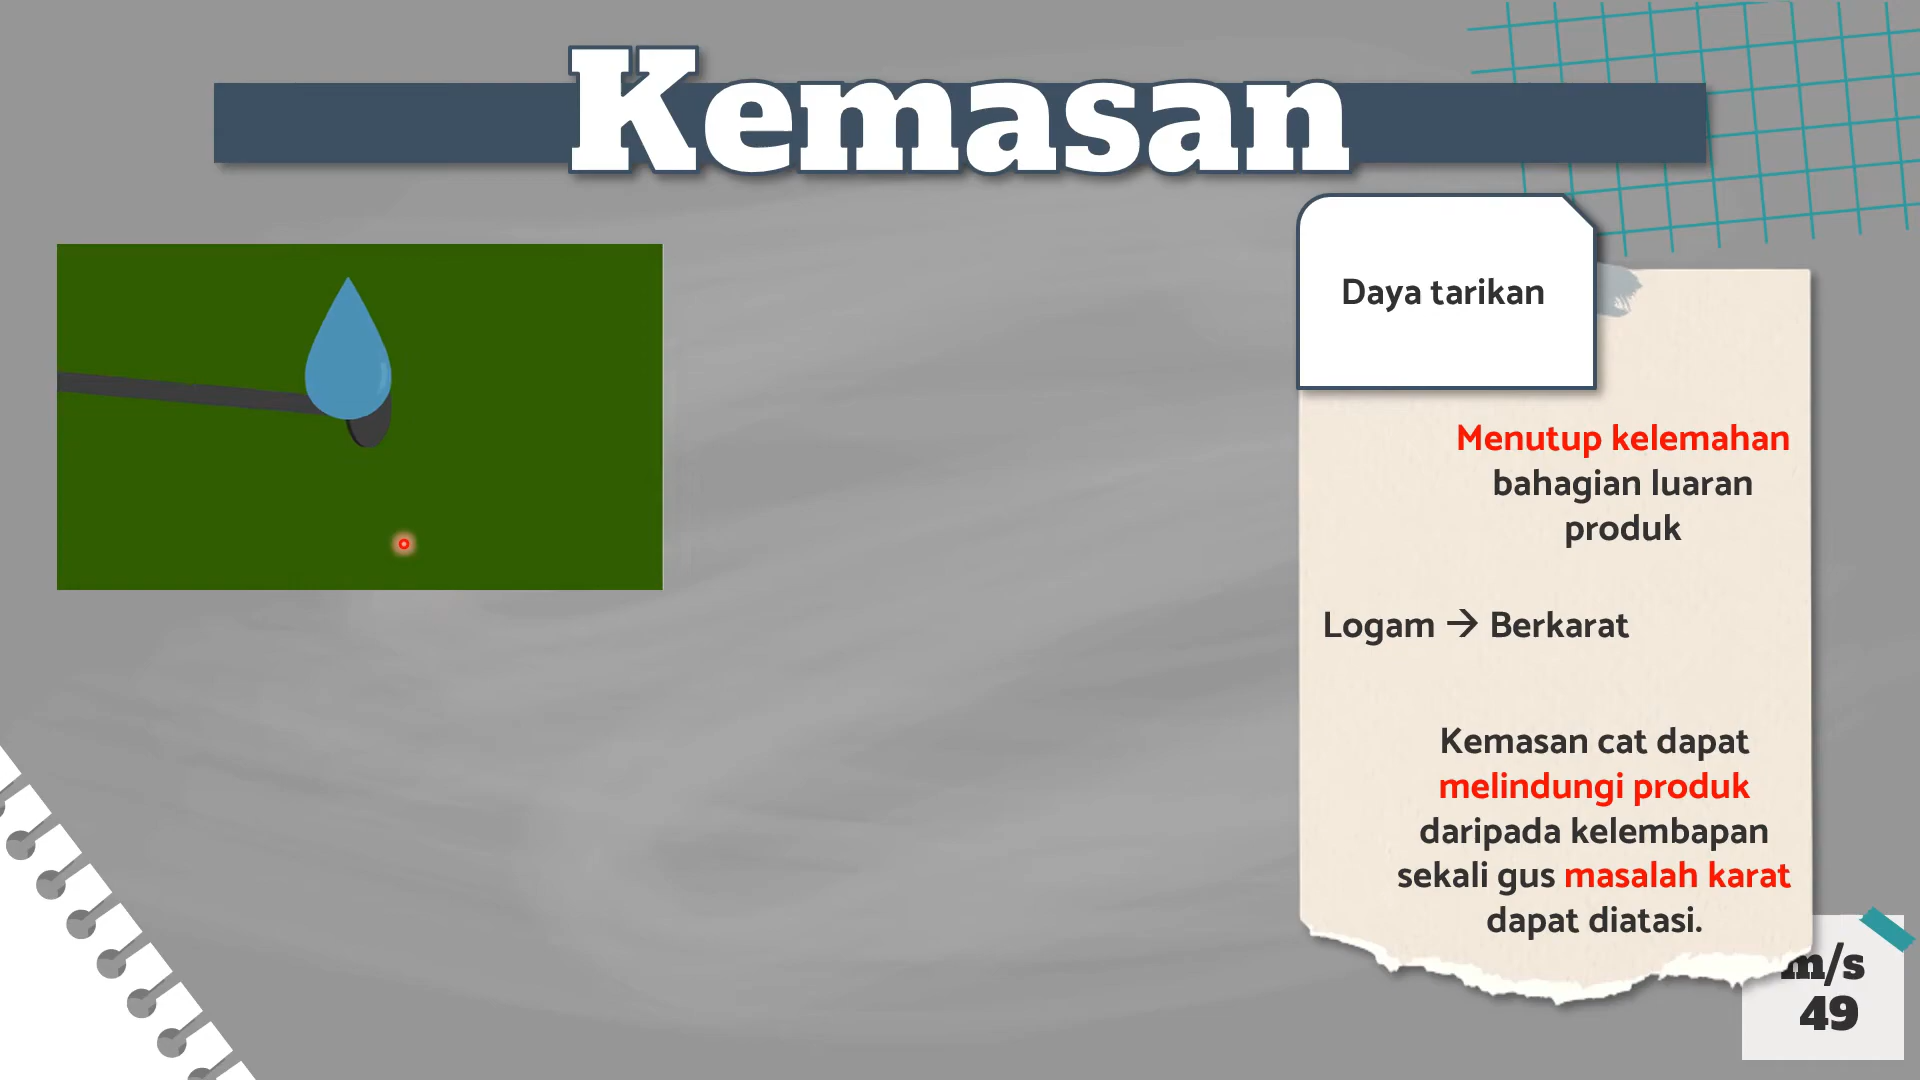 Kemasan
Daya tarikan
Menutup kelemahan
bahagian luaran
produk
Logam → Berkarat
Kemasan cat dapat
melindungi produk
daripada kelembapan
sekali gus masalah karat
dapat diatasi.
m/s
49